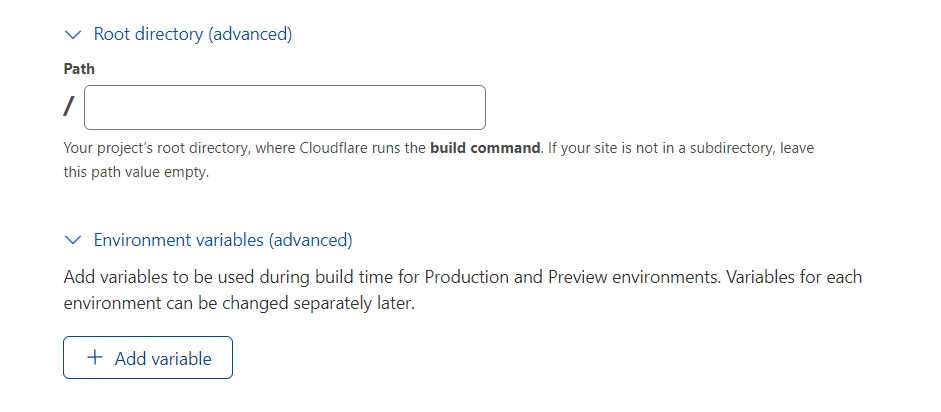 Root directory (advanced)
Path
/
Your project's root directory, where Cloudflare runs the build command. If your site is not in a subdirectory, leave
this path value empty.
Environment variables (advanced)
Add variables to be used during build time for Production and Preview environments. Variables for each
environment can be changed separately later.
+ Add variable